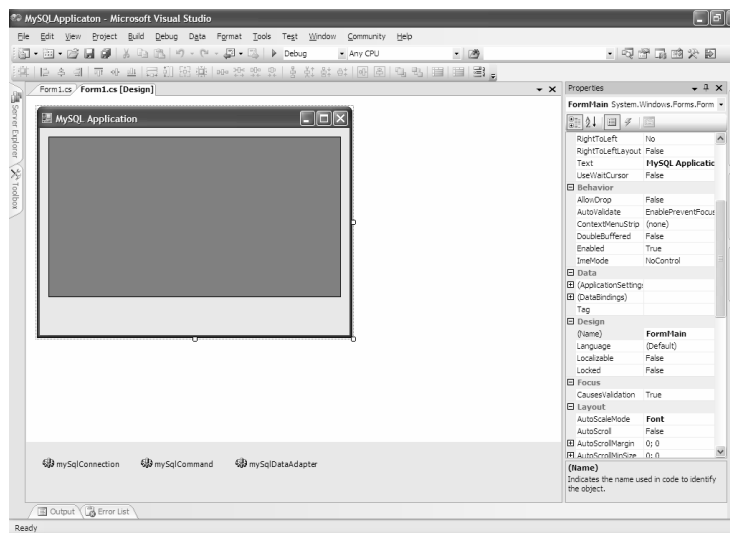 MySQLApplicaton - Microsoft Visual Studio
File Edit View Project Build Debug Data Format Tools Test Window Community Help
Debug Any CPU
Form1.cs Form1.cs [Design]
Server Explorer
Toolbox
MySQL Application
mySqlConnection mySqlCommand mySqlDataAdapter
Properties
FormMain System.Windows.Forms.Form
RightToLeft No
RightToLeftLayout False
Text MySQL Applicatic
UseWaitCursor False
Behavior
AllowDrop False
AutoValidate EnablePreventFocus
ContextMenuStrip (none)
DoubleBuffered False
Enabled True
ImeMode NoControl
Data
(ApplicationSettings
(DataBindings)
Tag
Design
(Name) FormMain
Language (Default)
Localizable False
Locked False
Focus
CausesValidation True
Layout
AutoScaleMode Font
AutoScroll False
AutoScrollMargin 0; 0
AutoScrollMinSize 0; 0
(Name)
Indicates the name used in code to identify
the object.
Output Error List
Ready